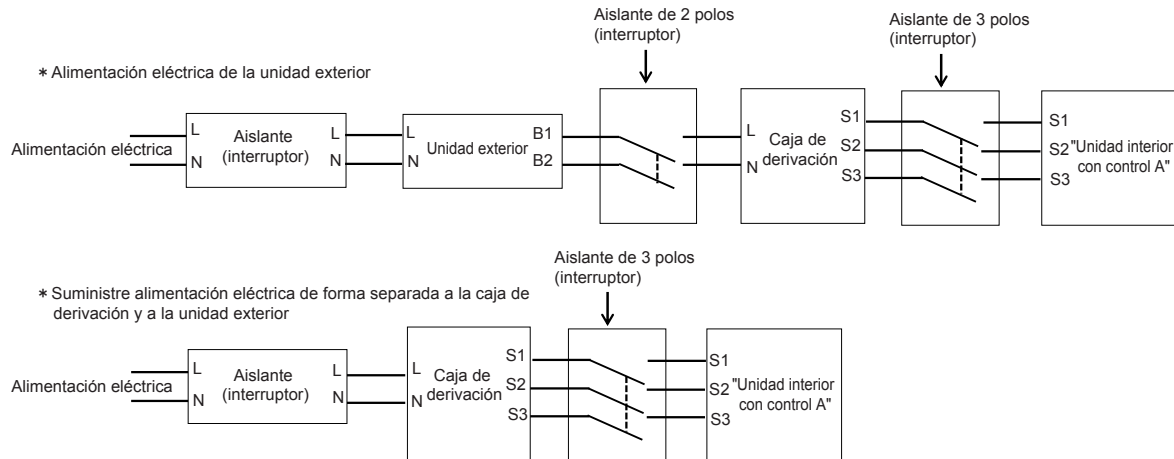 Aislante de 2 polos
(interruptor)
Aislante de 3 polos
(interruptor)
* Alimentación eléctrica de la unidad exterior
Alimentación eléctrica
L
N
Aislante
(interruptor)
L
N
L
N
Unidad exterior
B1
B2
L
N
Caja de
derivación
S1
S2
S3
S1
S2
S3
"Unidad interior
con control A"
Aislante de 3 polos
(interruptor)
* Suministre alimentación eléctrica de forma separada a la caja de
derivación y a la unidad exterior
Alimentación eléctrica
L
N
Aislante
(interruptor)
L
N
L
N
Caja de
derivación
S1
S2
S3
S1
S2
S3
"Unidad interior
con control A"